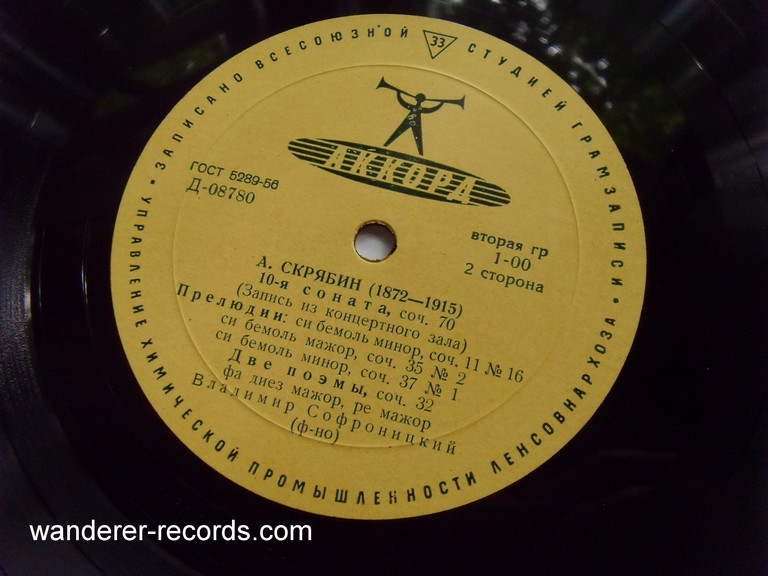 • ЗАПИСАНО ВСЕСОЮЗНОЙ 33 СТУДИЕЙ ГРАМЗАПИСИ •
АККОРД
ГОСТ 5289-56
Д-08780
вторая гр
1-00
2 сторона
А. СКРЯБИН (1872—1915)
10-я соната, соч. 70
(Запись из концертного зала)
Прелюдии: си бемоль минор, соч. 11 № 16
си бемоль мажор, соч. 35 № 2
си бемоль минор, соч. 37 № 1
Две поэмы, соч. 32
фа диез мажор, ре мажор
Владимир Софроницкий
(ф-но)
УПРАВЛЕНИЕ ХИМИЧЕСКОЙ ПРОМЫШЛЕННОСТИ ЛЕНСОВНАРХОЗА
wanderer-records.com